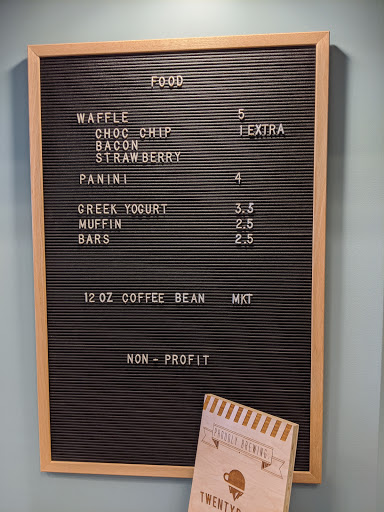 FOOD
WAFFLE 5
CHOC CHIP 1 EXTRA
BACON
STRAWBERRY
PANINI 4
GREEK YOGURT 3.5
MUFFIN 2.5
BARS 2.5
12 OZ COFFEE BEAN MKT
NON-PROFIT
BREWING